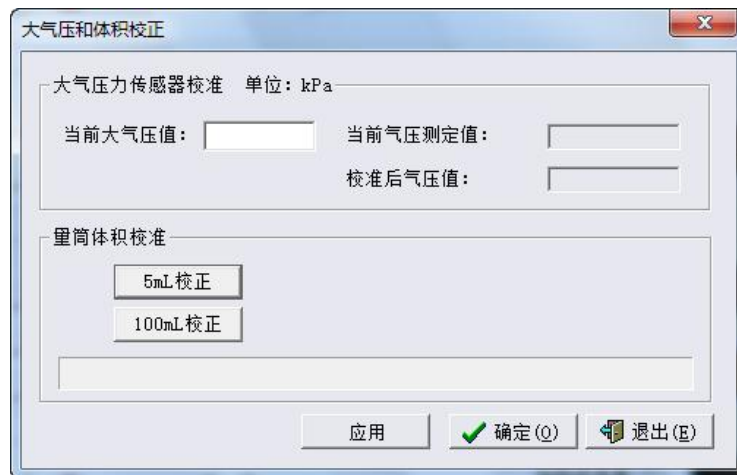 大气压和体积校正
大气压力传感器校准 单位：kPa
当前大气压值： 当前气压测定值：
校准后气压值：
量筒体积校准
5mL校正
100mL校正
应用 确定(O) 退出(E)